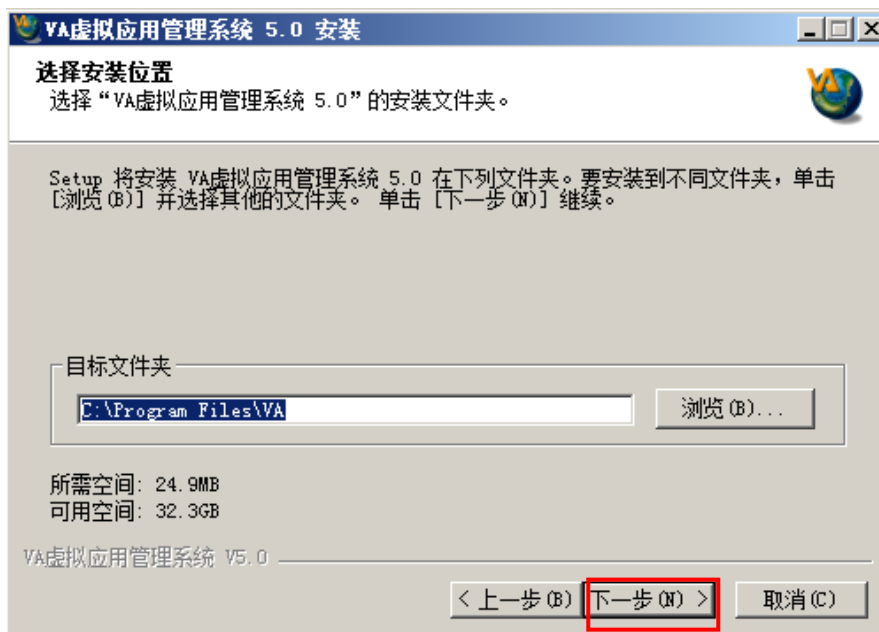 VA虚拟应用管理系统 5.0 安装
选择安装位置
选择“VA虚拟应用管理系统 5.0”的安装文件夹。
VA
Setup 将安装 VA虚拟应用管理系统 5.0 在下列文件夹。要安装到不同文件夹，单击
[浏览(B)] 并选择其他的文件夹。 单击 [下一步(N)] 继续。
目标文件夹
C:\Program Files\VA
浏览(B)...
所需空间: 24.9MB
可用空间: 32.3GB
VA虚拟应用管理系统 V5.0
< 上一步(B) 下一步(N) > 取消(C)